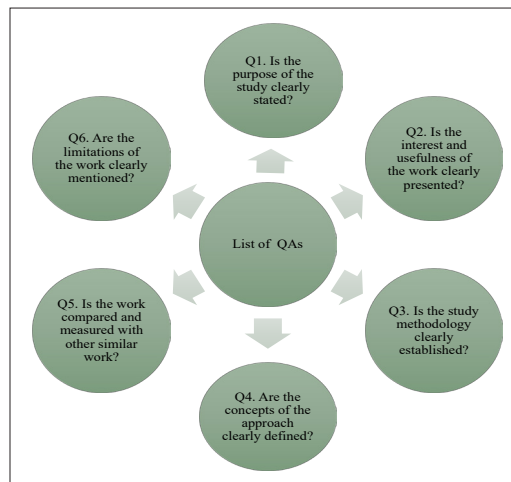 Q1. Is the
purpose of the
study clearly
stated?
Q2. Is the
interest and
usefulness of
the work clearly
presented?
Q3. Is the study
methodology
clearly
established?
Q4. Are the
concepts of the
approach
clearly defined?
Q5. Is the work
compared and
measured with
other similar
work?
Q6. Are the
limitations of
the work clearly
mentioned?
List of QAs